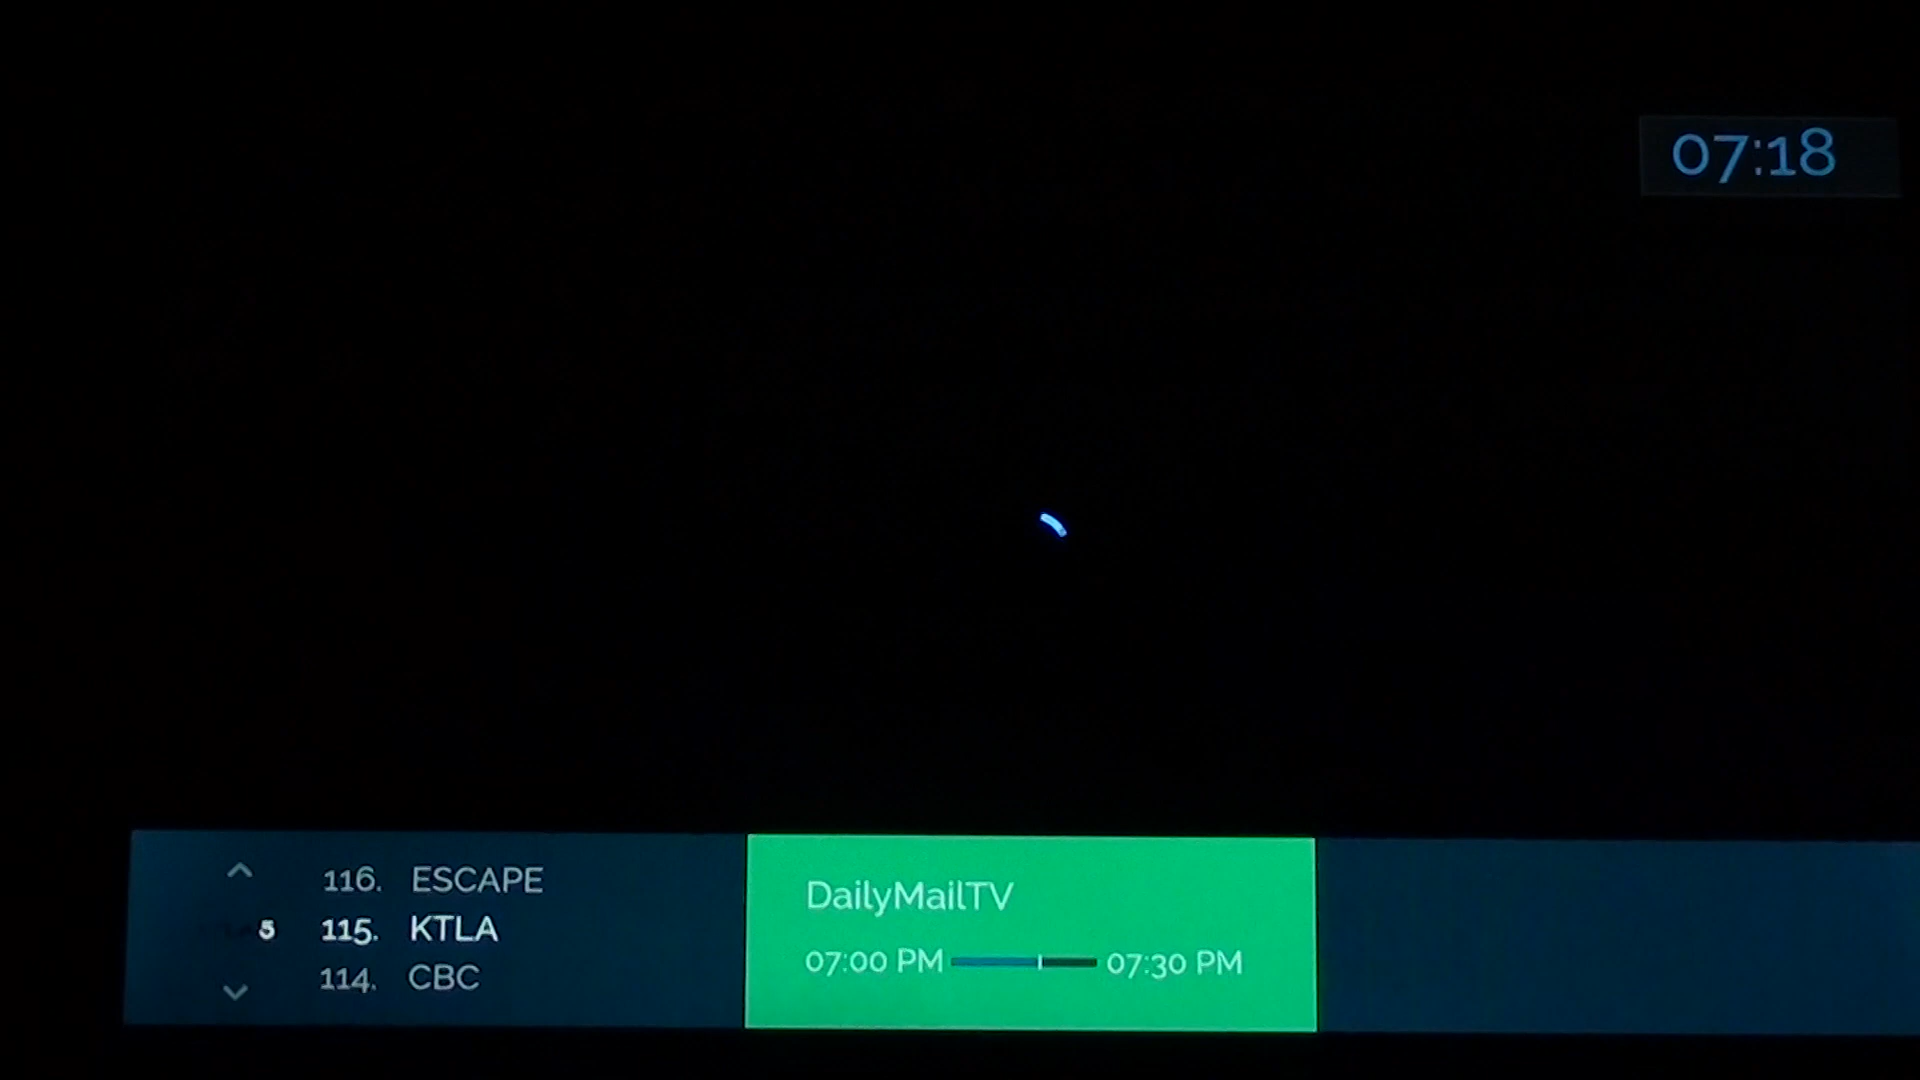 07:18
116. ESCAPE
5 115. KTLA
114. CBC
DailyMailTV
07:00 PM 07:30 PM